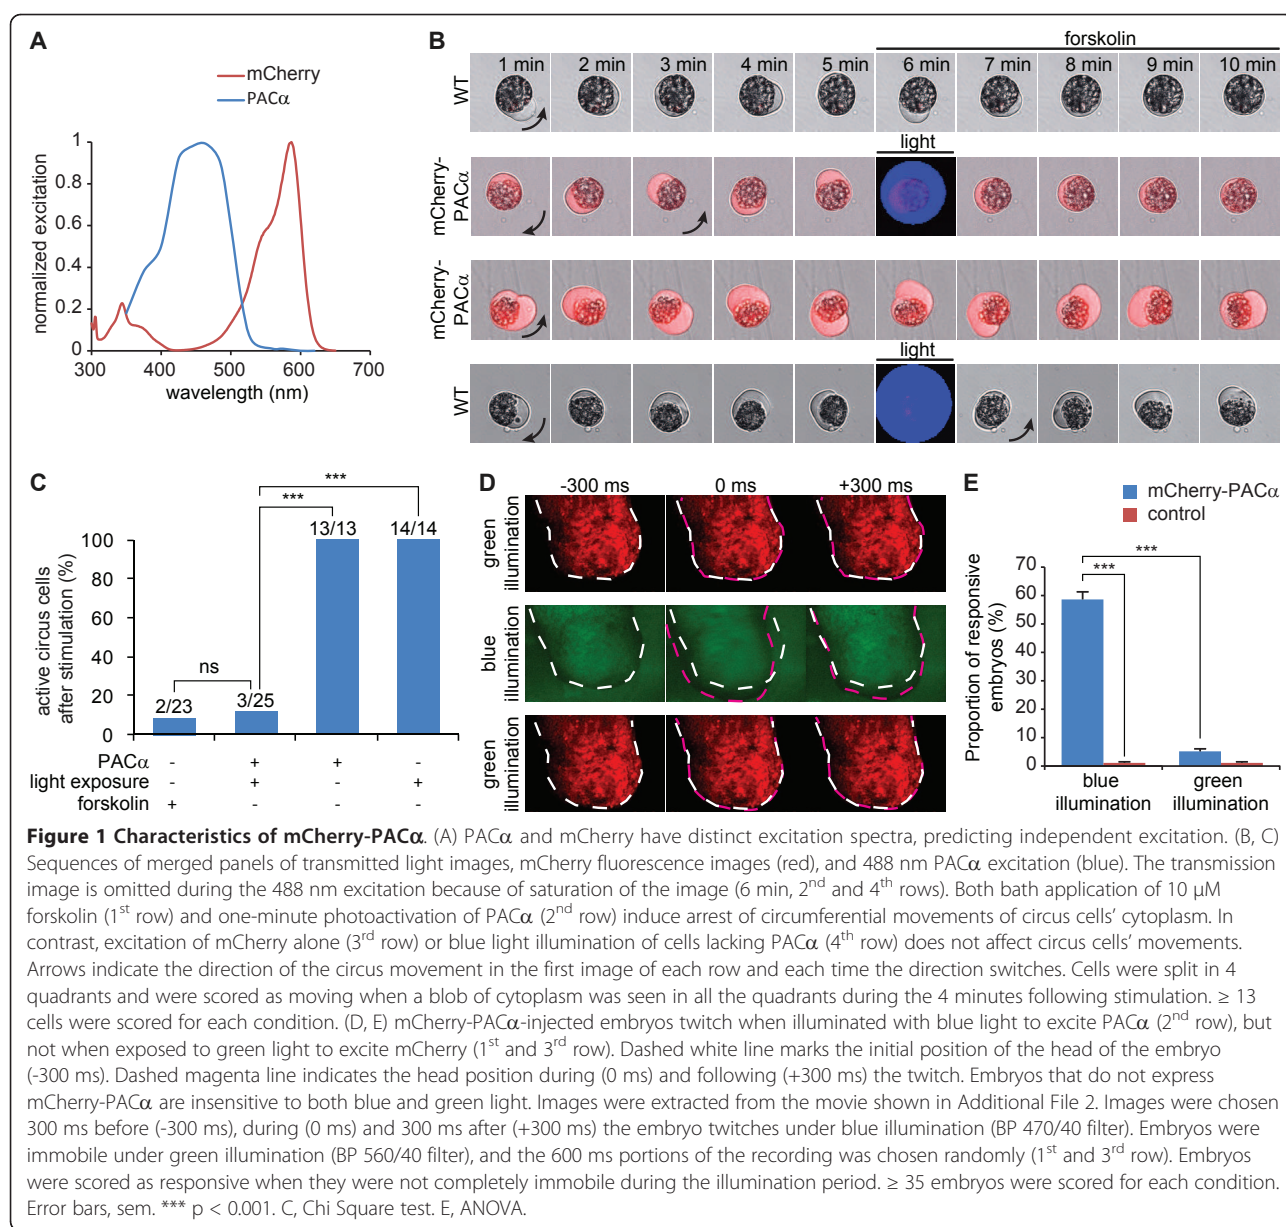 A
mCherry
PACα
normalized excitation
1
0.8
0.6
0.4
0.2
0
300 400 500 600 700
wavelength (nm)
B
forskolin
WT
1 min 2 min 3 min 4 min 5 min 6 min 7 min 8 min 9 min 10 min
light
mCherry-
PACα
mCherry-
PACα
light
WT
C
active circus cells
after stimulation (%)
100
80
60
40
20
0
***
***
ns
2/23 3/25 13/13 14/14
PACα - + + -
light exposure - + - +
forskolin + - - -
D
-300 ms 0 ms +300 ms
green
illumination
blue
illumination
green
illumination
E
mCherry-PACα
control
Proportion of responsive
embryos (%)
70
60
50
40
30
20
10
0
***
***
blue
illumination
green
illumination
Figure 1 Characteristics of mCherry-PACα. (A) PACα and mCherry have distinct excitation spectra, predicting independent excitation. (B, C)
Sequences of merged panels of transmitted light images, mCherry fluorescence images (red), and 488 nm PACα excitation (blue). The transmission
image is omitted during the 488 nm excitation because of saturation of the image (6 min, 2nd and 4th rows). Both bath application of 10 μM
forskolin (1st row) and one-minute photoactivation of PACα (2nd row) induce arrest of circumferential movements of circus cells' cytoplasm. In
contrast, excitation of mCherry alone (3rd row) or blue light illumination of cells lacking PACα (4th row) does not affect circus cells' movements.
Arrows indicate the direction of the circus movement in the first image of each row and each time the direction switches. Cells were split in 4
quadrants and were scored as moving when a blob of cytoplasm was seen in all the quadrants during the 4 minutes following stimulation. ≥ 13
cells were scored for each condition. (D, E) mCherry-PACα-injected embryos twitch when illuminated with blue light to excite PACα (2nd row), but
not when exposed to green light to excite mCherry (1st and 3rd row). Dashed white line marks the initial position of the head of the embryo
(-300 ms). Dashed magenta line indicates the head position during (0 ms) and following (+300 ms) the twitch. Embryos that do not express
mCherry-PACα are insensitive to both blue and green light. Images were extracted from the movie shown in Additional File 2. Images were chosen
300 ms before (-300 ms), during (0 ms) and 300 ms after (+300 ms) the embryo twitches under blue illumination (BP 470/40 filter). Embryos were
immobile under green illumination (BP 560/40 filter), and the 600 ms portions of the recording was chosen randomly (1st and 3rd row). Embryos
were scored as responsive when they were not completely immobile during the illumination period. ≥ 35 embryos were scored for each condition.
Error bars, sem. *** p < 0.001. C, Chi Square test. E, ANOVA.